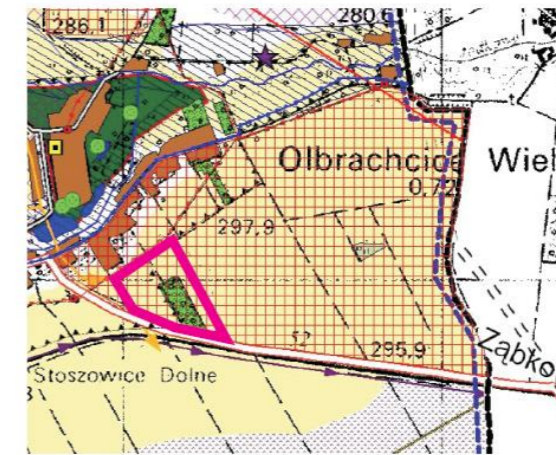 286,1
280,6
Olbrachcice Wiel
0,72
297,9
52
295,9
Ząbko
Stoszowice Dolne